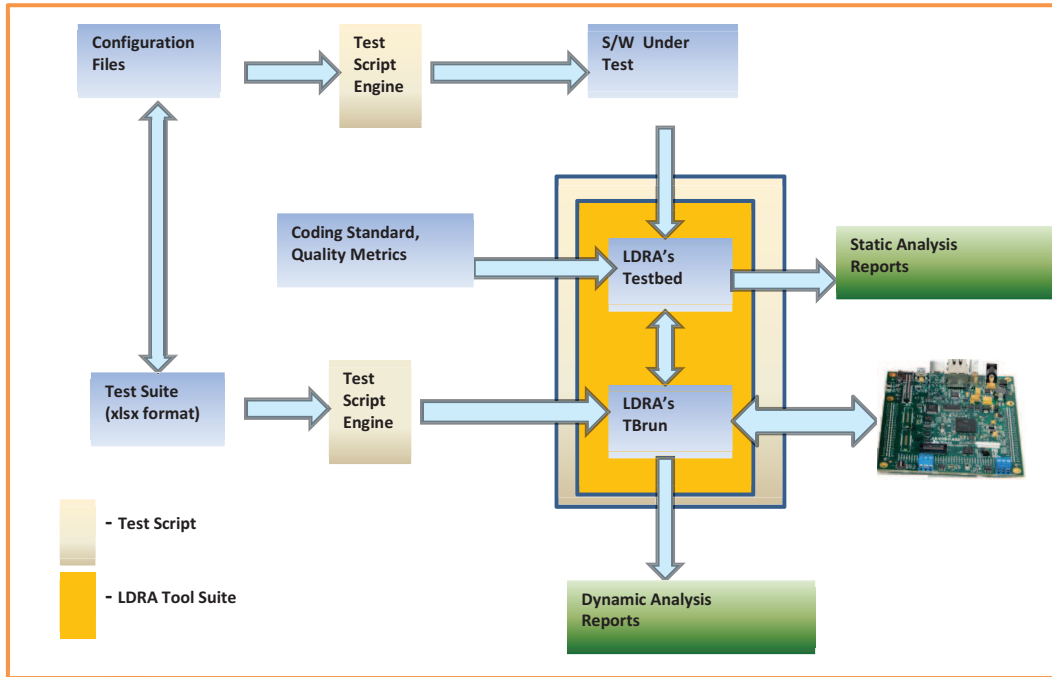 Configuration
Files
Test
Script
Engine
S/W Under
Test
Coding Standard,
Quality Metrics
LDRA's
Testbed
Static Analysis
Reports
Test Suite
(xlsx format)
Test
Script
Engine
LDRA's
TBrun
- Test Script
- LDRA Tool Suite
Dynamic Analysis
Reports